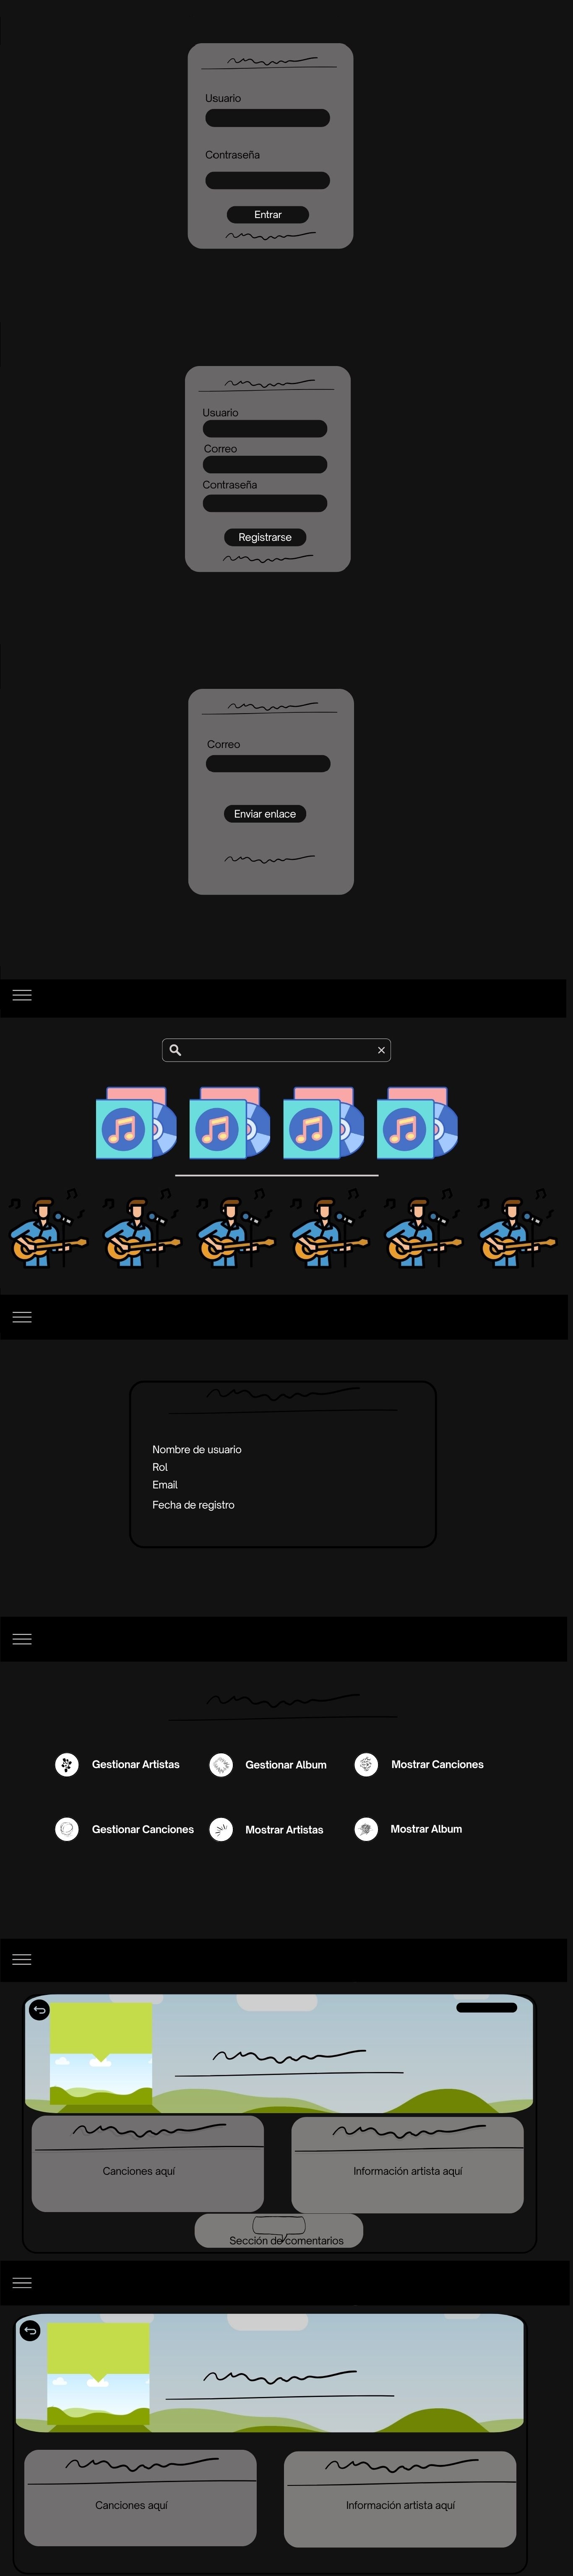 Usuario
Contraseña
Entrar
Usuario
Correo
Contraseña
Registrarse
Correo
Enviar enlace
Nombre de usuario
Rol
Email
Fecha de registro
Gestionar Artistas
Gestionar Album
Mostrar Canciones
Gestionar Canciones
Mostrar Artistas
Mostrar Album
Canciones aquí
Información artista aquí
Sección de comentarios
Canciones aquí
Información artista aquí